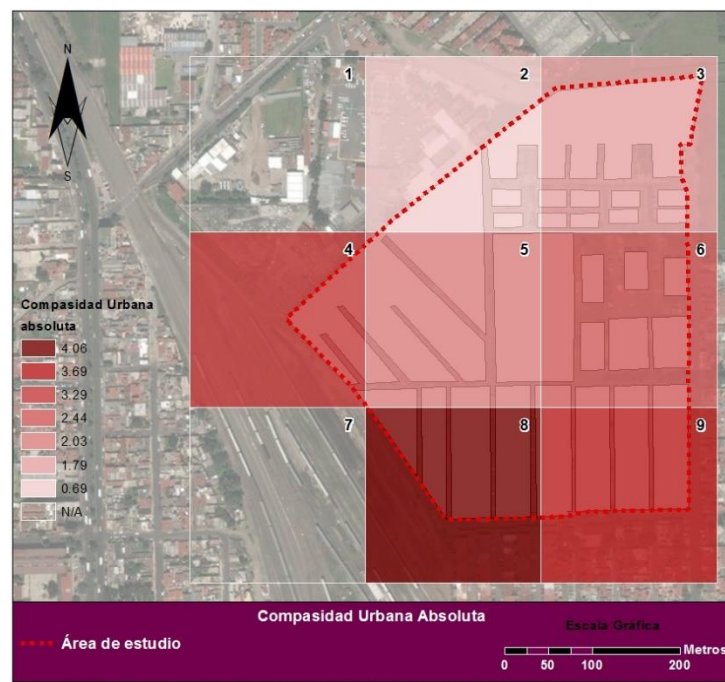 N
S
1
2
3
4
5
6
7
8
9
Compasidad Urbana
absoluta
4.06
3.69
3.29
2.44
2.03
1.79
0.69
N/A
Compasidad Urbana Absoluta
Área de estudio
Escala Grafica
Metros
0 50 100 200